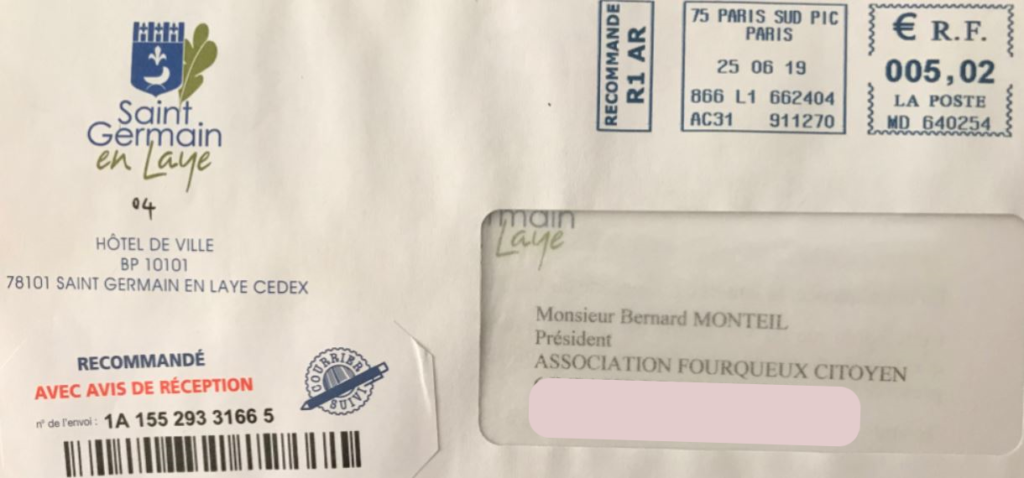 Saint
Germain
en Laye
04
HÔTEL DE VILLE
BP 10101
78101 SAINT GERMAIN EN LAYE CEDEX
RECOMMANDE
R1 AR
75 PARIS SUD PIC
PARIS
25 06 19
866 L1 662404
AC31 911270
€ R.F.
005,02
LA POSTE
MD 640254
main
Laye
Monsieur Bernard MONTEIL
Président
ASSOCIATION FOURQUEUX CITOYEN
RECOMMANDÉ
AVEC AVIS DE RÉCEPTION
n° de l'envoi : 1A 155 293 3166 5
COURRIER
SUIVI